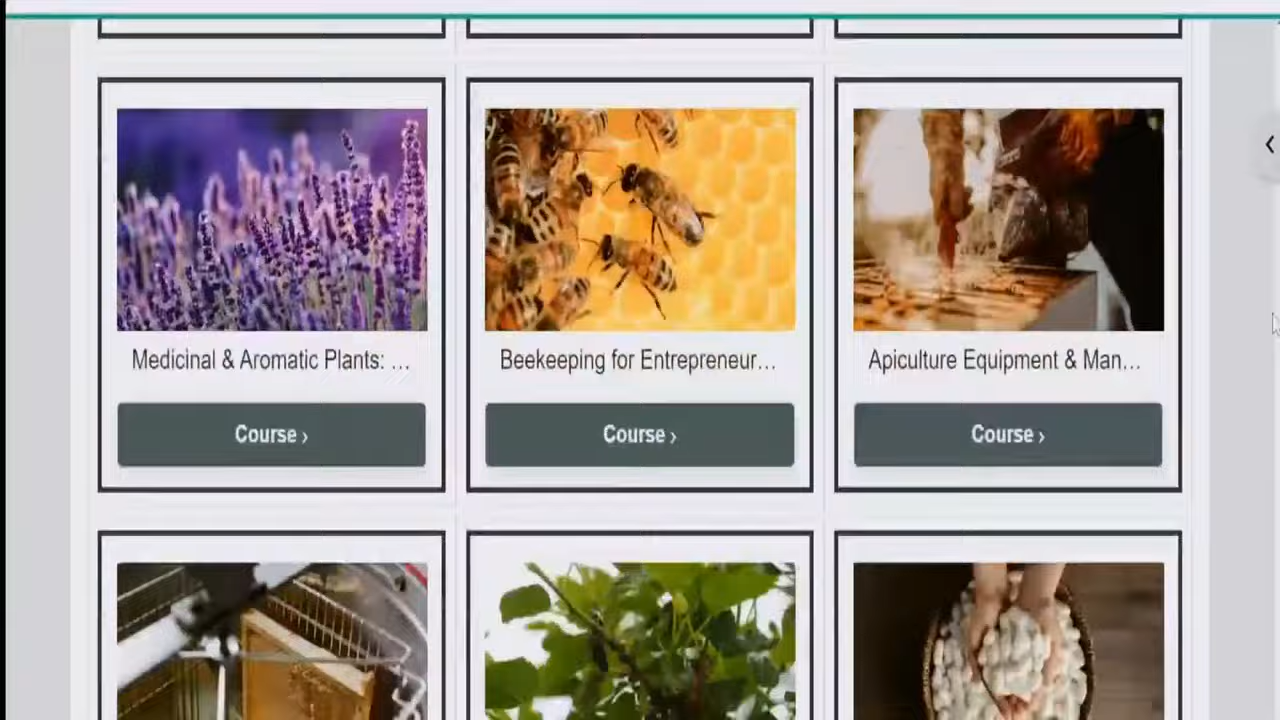 Medicinal & Aromatic Plants: ...
Beekeeping for Entrepreneur...
Apiculture Equipment & Man...
Course ›
Course ›
Course ›